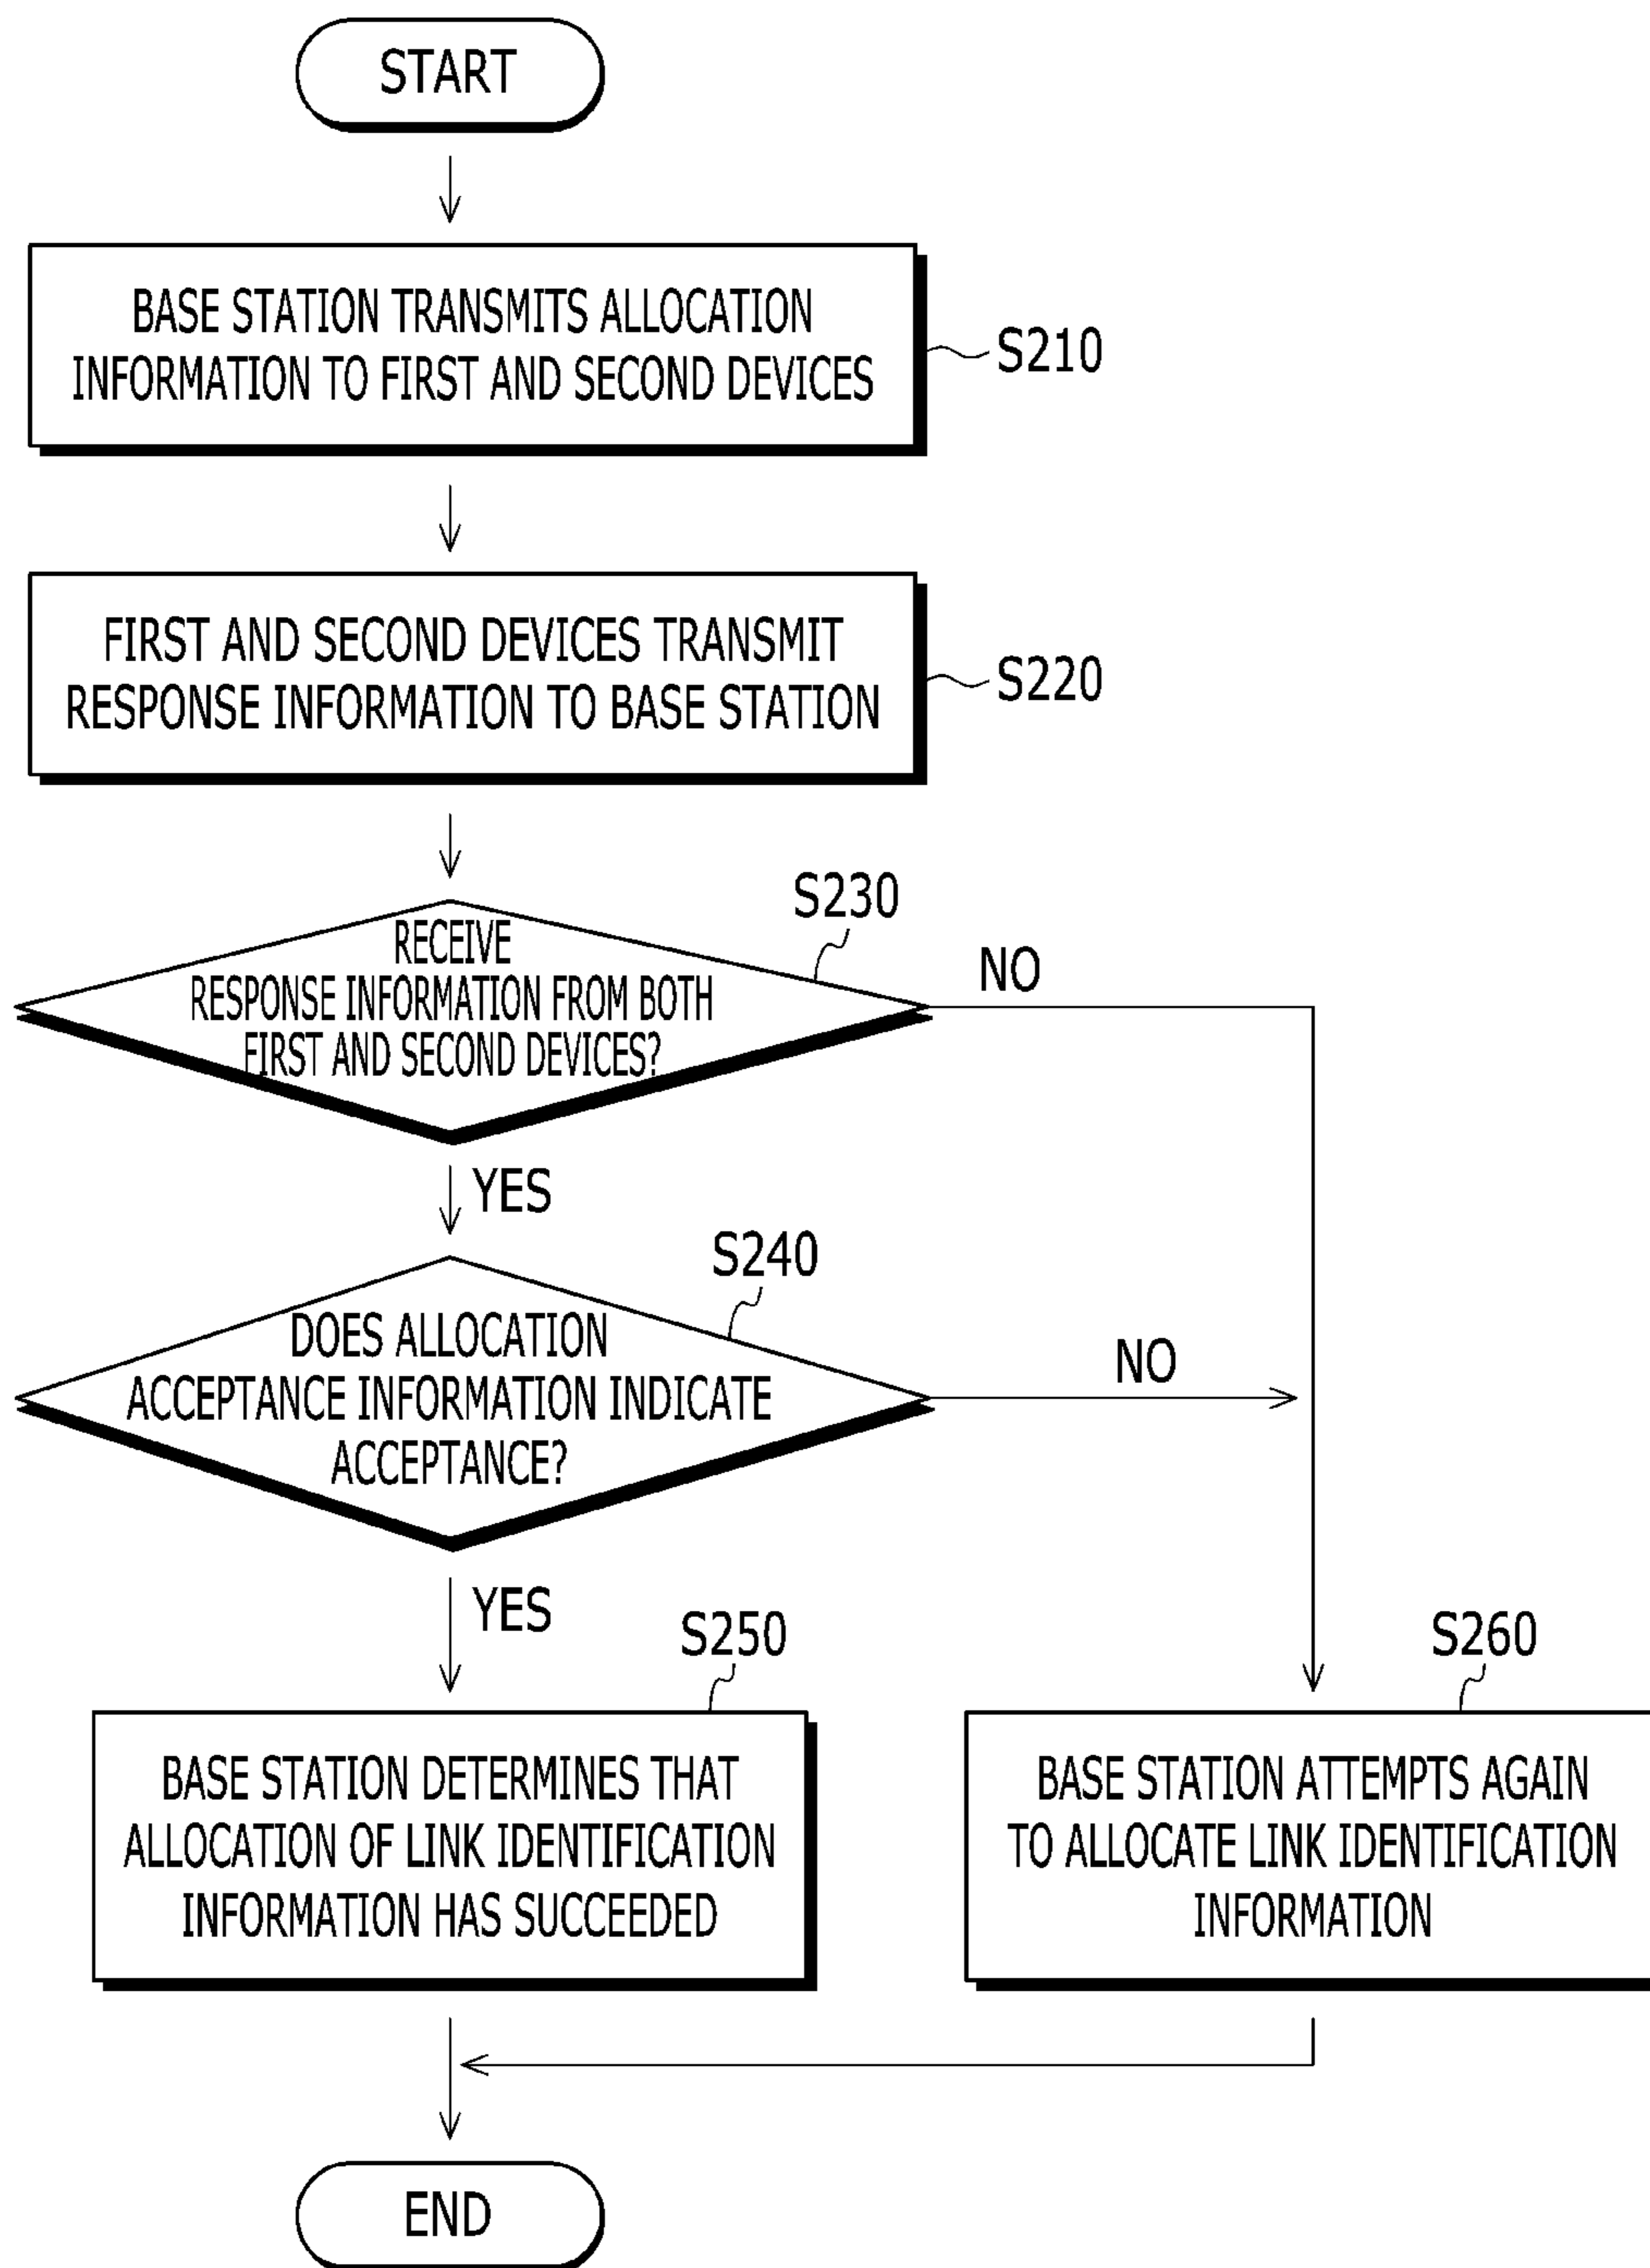 START
BASE STATION TRANSMITS ALLOCATION
INFORMATION TO FIRST AND SECOND DEVICES
S210
FIRST AND SECOND DEVICES TRANSMIT
RESPONSE INFORMATION TO BASE STATION
S220
S230
RECEIVE
RESPONSE INFORMATION FROM BOTH
FIRST AND SECOND DEVICES?
NO
YES
S240
DOES ALLOCATION
ACCEPTANCE INFORMATION INDICATE
ACCEPTANCE?
NO
YES
S250
BASE STATION DETERMINES THAT
ALLOCATION OF LINK IDENTIFICATION
INFORMATION HAS SUCCEEDED
S260
BASE STATION ATTEMPTS AGAIN
TO ALLOCATE LINK IDENTIFICATION
INFORMATION
END